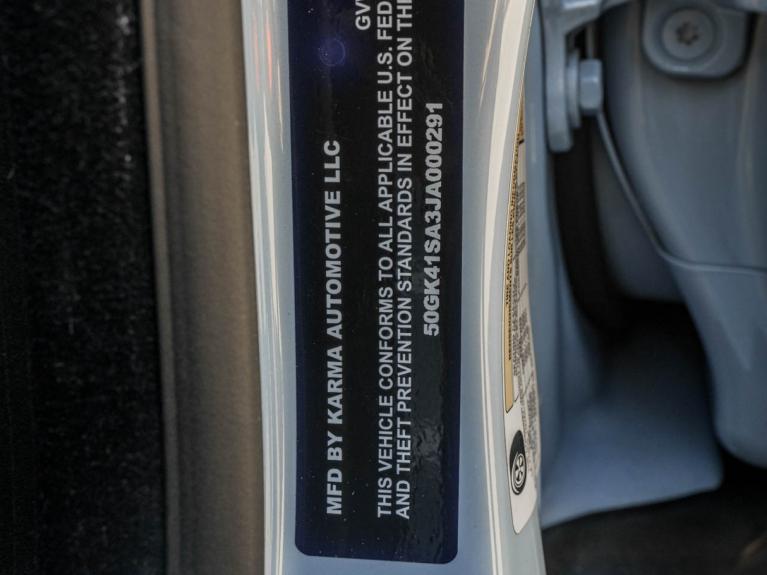 GV
MFD BY KARMA AUTOMOTIVE LLC
THIS VEHICLE CONFORMS TO ALL APPLICABLE U.S. FED
AND THEFT PREVENTION STANDARDS IN EFFECT ON THE
50GK41SA3JA000291